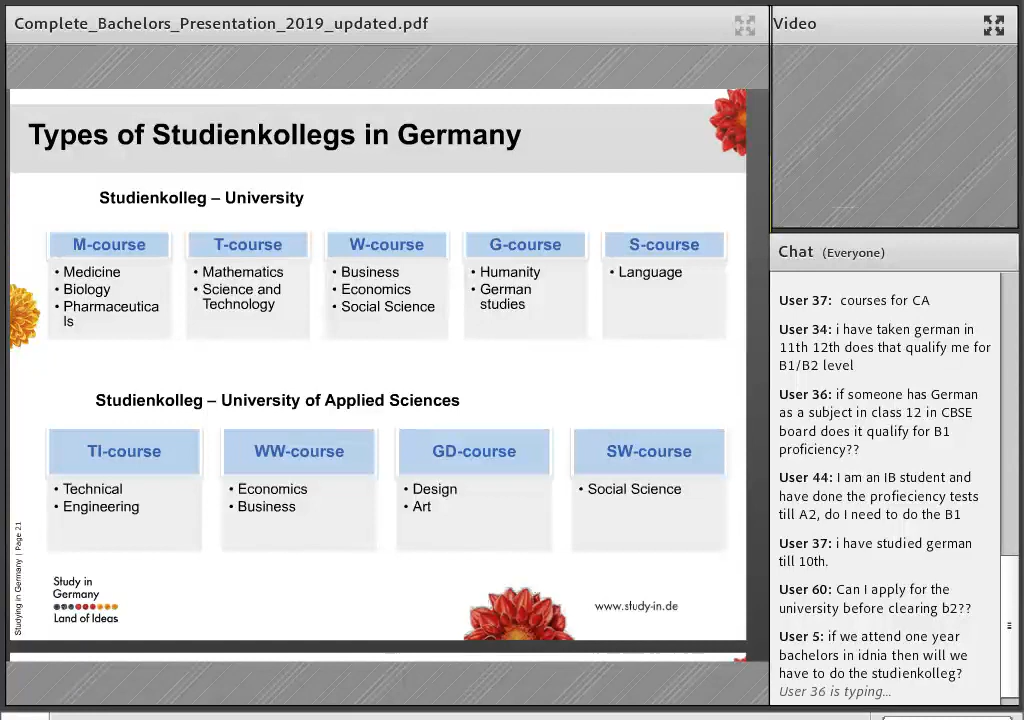 Complete_Bachelors_Presentation_2019_updated.pdf
Types of Studienkollegs in Germany
Studienkolleg – University
M-course
• Medicine
• Biology
• Pharmaceutica
ls
T-course
• Mathematics
• Science and
Technology
W-course
• Business
• Economics
• Social Science
G-course
• Humanity
• German
studies
S-course
• Language
Studienkolleg – University of Applied Sciences
TI-course
• Technical
• Engineering
WW-course
• Economics
• Business
GD-course
• Design
• Art
SW-course
• Social Science
Studying in Germany | Page 21
Study in
Germany
Land of Ideas
www.study-in.de
Video
Chat (Everyone)
User 37: courses for CA
User 34: i have taken german in
11th 12th does that qualify me for
B1/B2 level
User 36: if someone has German
as a subject in class 12 in CBSE
board does it qualify for B1
proficiency??
User 44: I am an IB student and
have done the profieciency tests
till A2, do I need to do the B1
User 37: i have studied german
till 10th.
User 60: Can I apply for the
university before clearing b2??
User 5: if we attend one year
bachelors in idnia then will we
have to do the studienkolleg?
User 36 is typing...